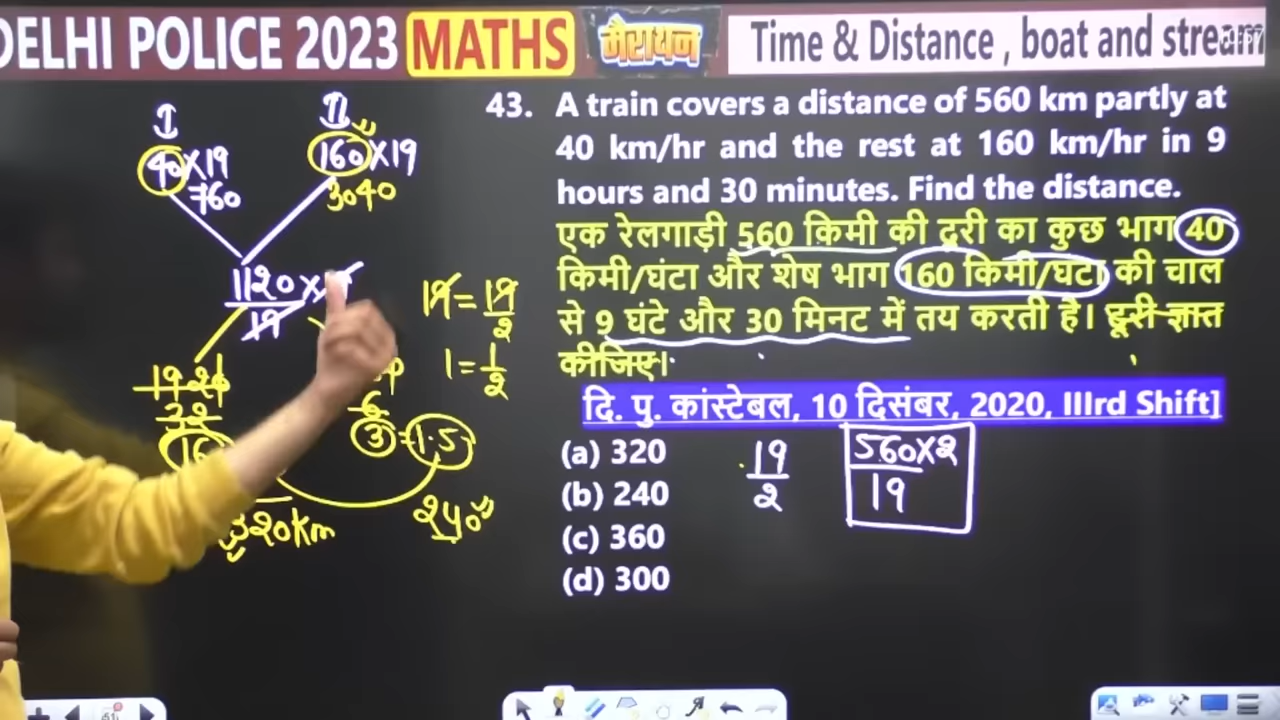 DELHI POLICE 2023 MATHS मैराथन Time & Distance , boat and stream
43. A train covers a distance of 560 km partly at
40 km/hr and the rest at 160 km/hr in 9
hours and 30 minutes. Find the distance.
एक रेलगाड़ी 560 किमी की दूरी का कुछ भाग 40
किमी/घंटा और शेष भाग 160 किमी/घंटा की चाल
से 9 घंटे और 30 मिनट में तय करती है। दूरी ज्ञात
कीजिए।
दि. पु. कांस्टेबल, 10 दिसंबर, 2020, IIIrd Shift]
(a) 320
(b) 240
(c) 360
(d) 300
19
2
560×2
19
I
II
40×19
160×19
760
3040
1120×
19
19 = 19
2
1 = 1
2
6
3 = 1.5
320km
240